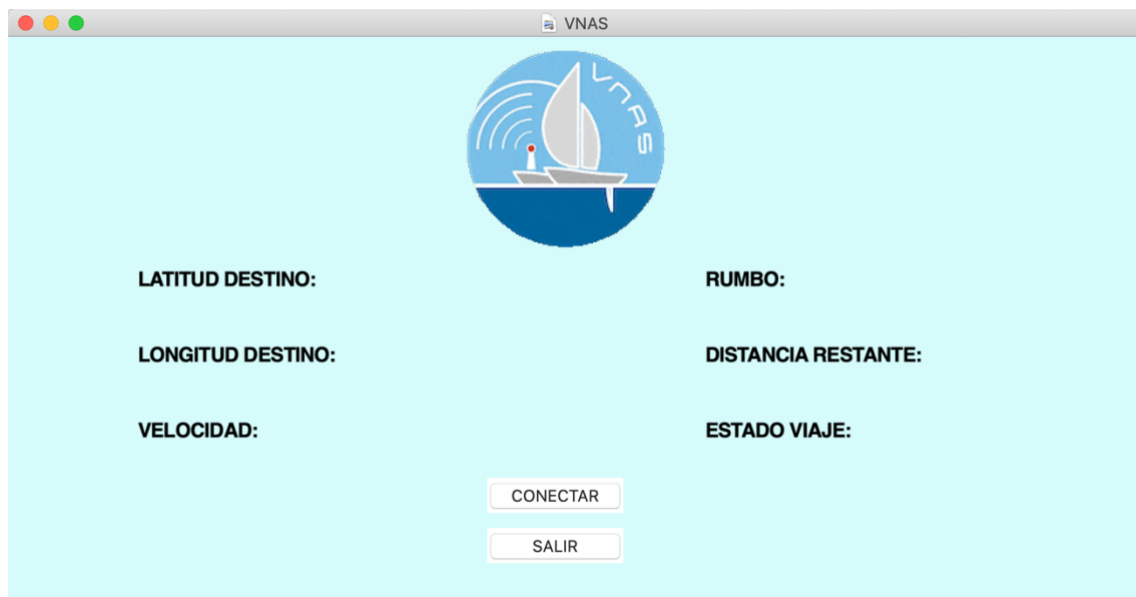 VNAS
VNAS
LATITUD DESTINO:
RUMBO:
LONGITUD DESTINO:
DISTANCIA RESTANTE:
VELOCIDAD:
ESTADO VIAJE:
CONECTAR
SALIR